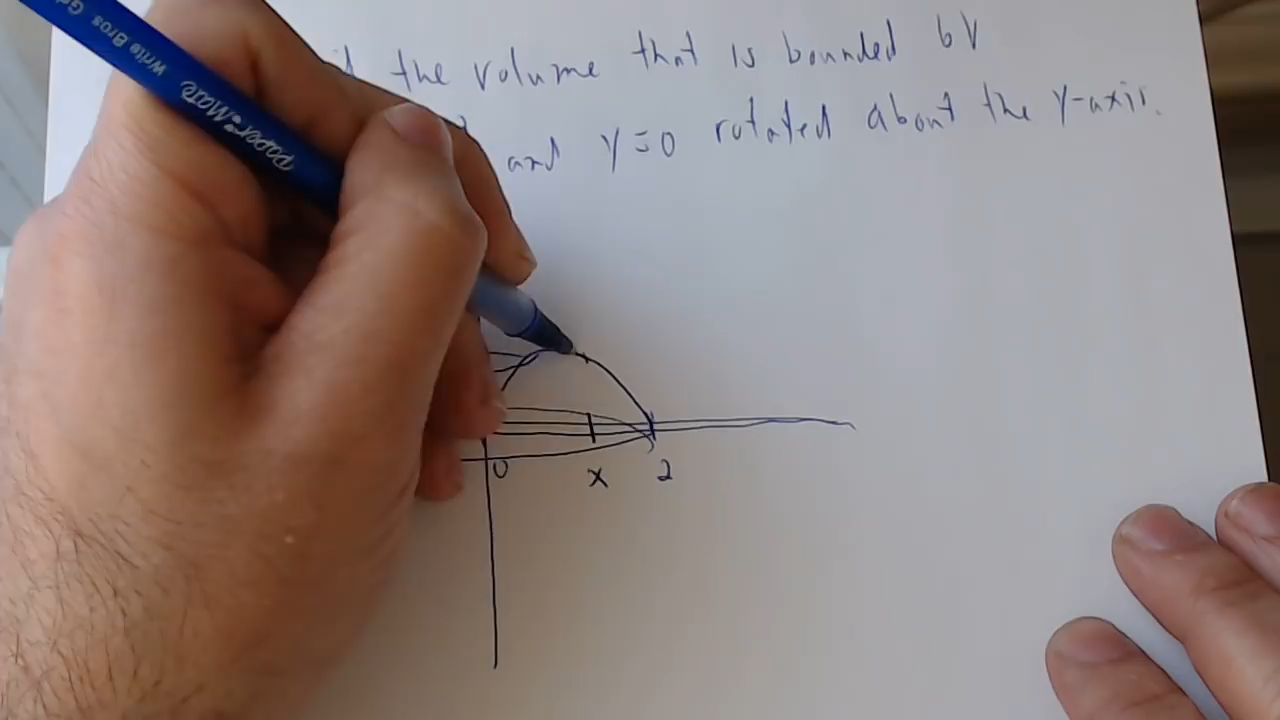 the volume that is bounded by
and y=0 rotated about the y-axis.
0 x 2
Write Bros
Paper:Mate